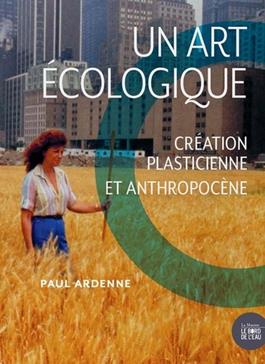 UN ART
ÉCOLOGIQUE
CRÉATION
PLASTICIENNE
ET ANTHROPOCÈNE
PAUL ARDENNE
La Muette
LE BORD
DE L'EAU